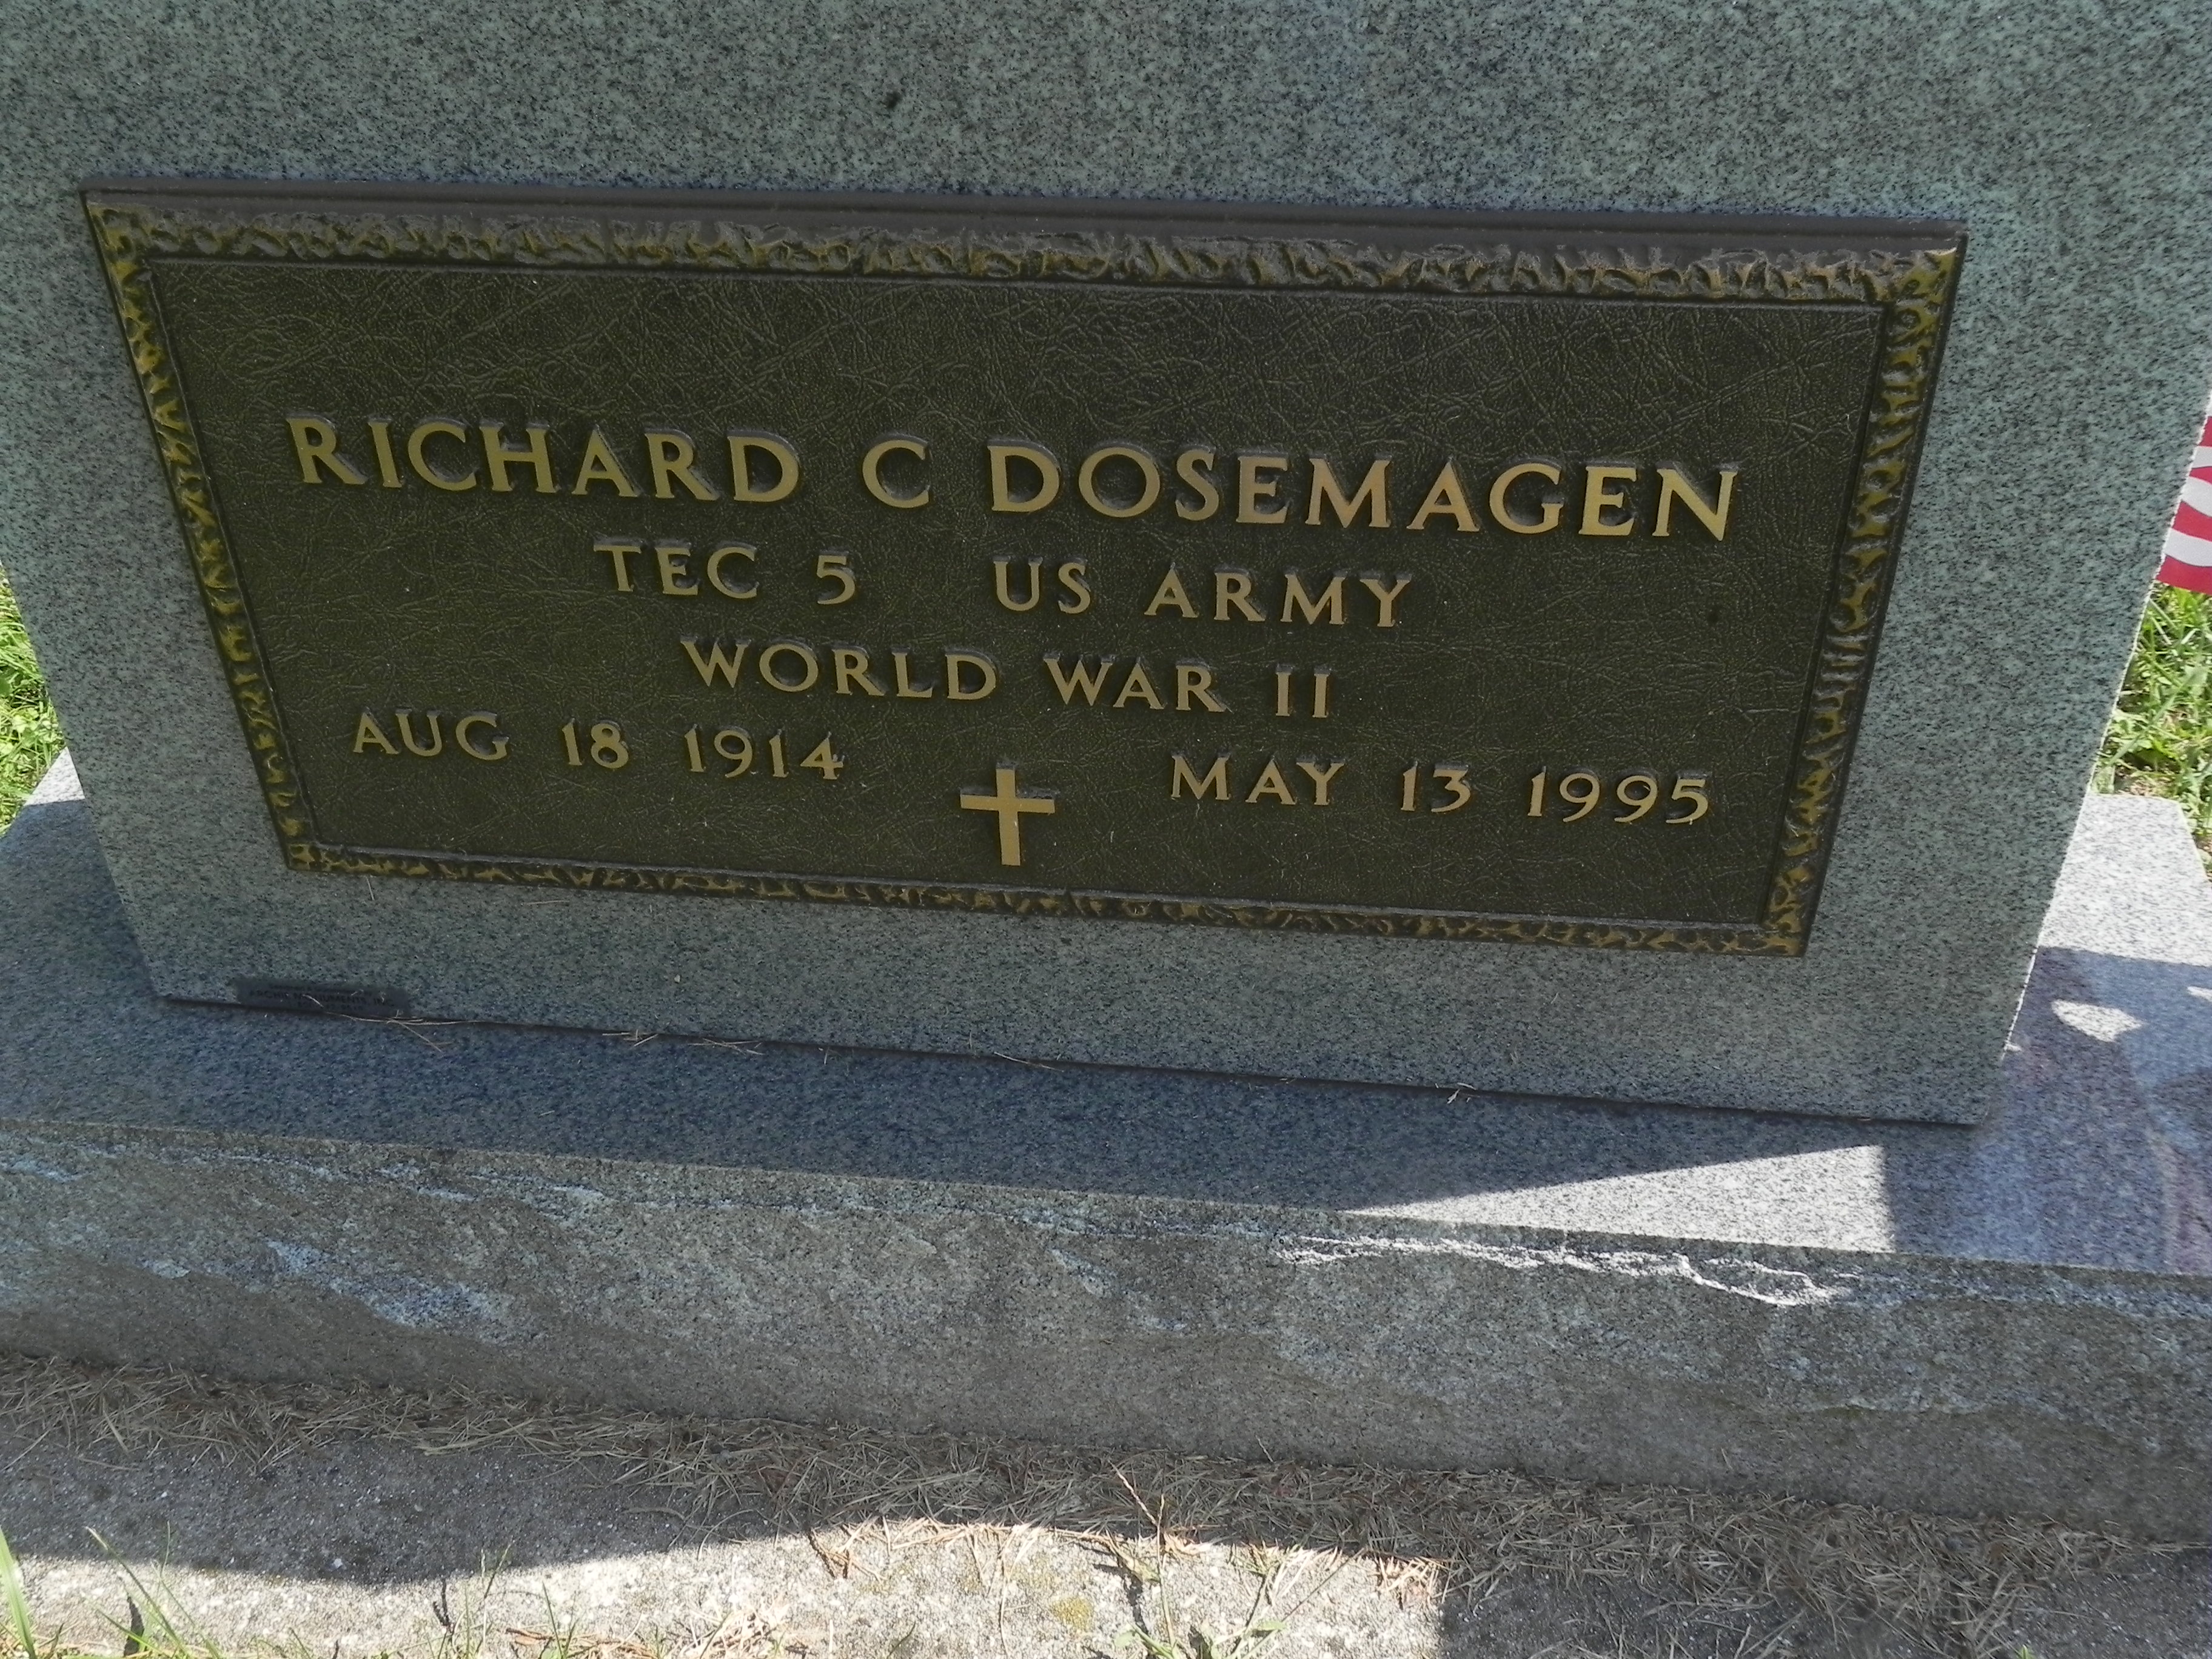 RICHARD C DOSEMAGEN
TEC 5 US ARMY
WORLD WAR II
AUG 18 1914 MAY 13 1995